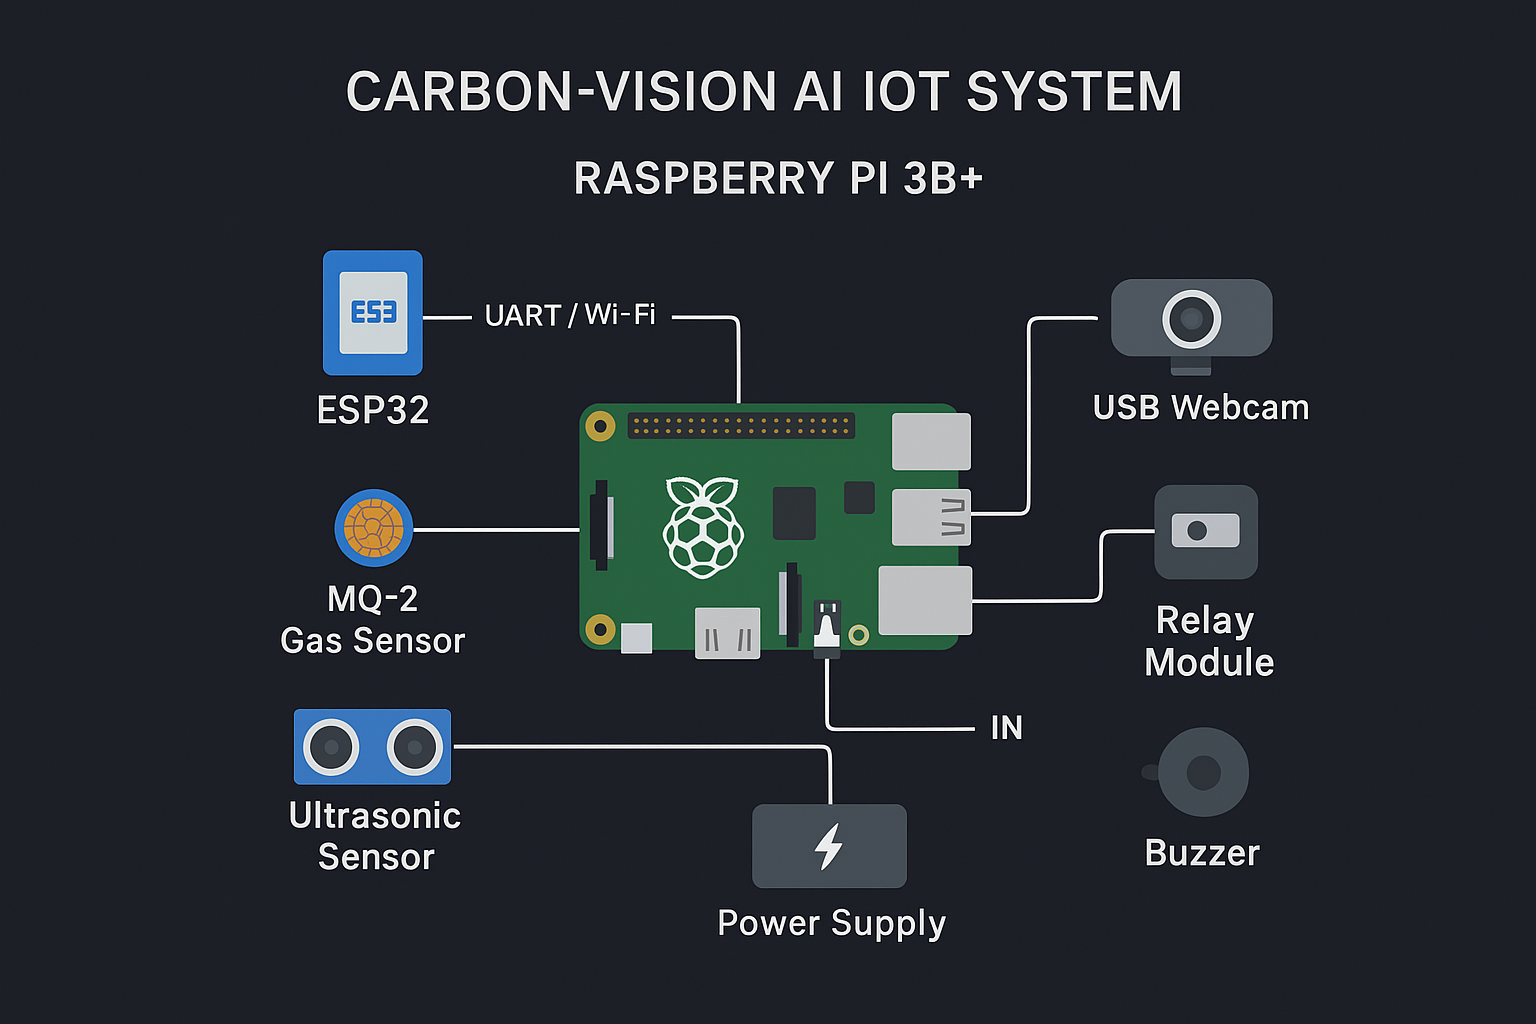 CARBON-VISION AI IOT SYSTEM
RASPBERRY PI 3B+
ES3
UART / Wi-Fi
ESP32
USB Webcam
MQ-2
Gas Sensor
Relay
Module
IN
Ultrasonic
Sensor
Buzzer
Power Supply